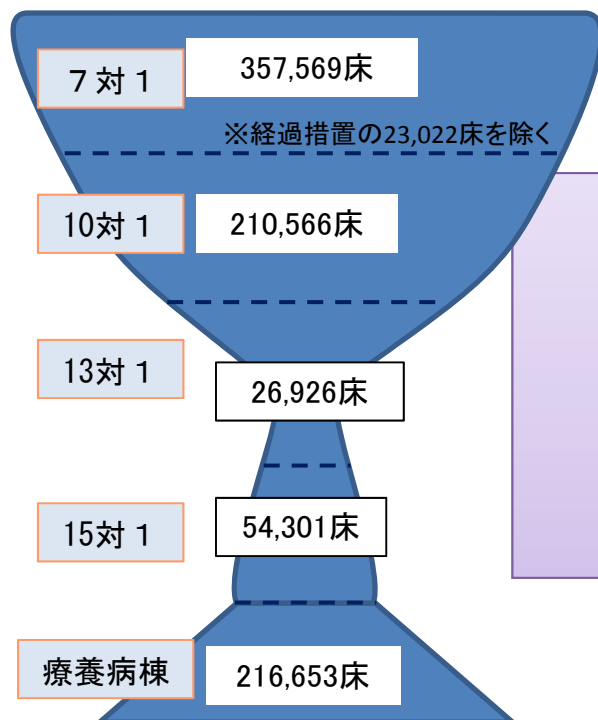 ７対１
357,569床
※経過措置の23,022床を除く
10対１
210,566床
13対１
26,926床
15対１
54,301床
療養病棟
216,653床